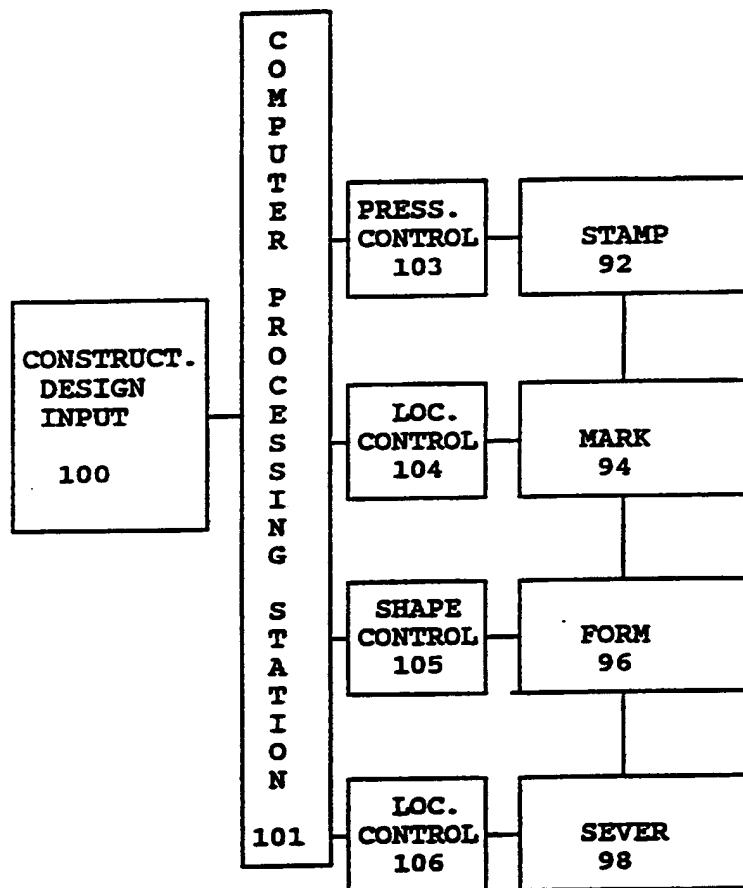 CONSTRUCT.
DESIGN
INPUT
100
COMPUTER PROCESSING STATION
101
PRESS.
CONTROL
103
STAMP
92
LOC.
CONTROL
104
MARK
94
SHAPE
CONTROL
105
FORM
96
LOC.
CONTROL
106
SEVER
98